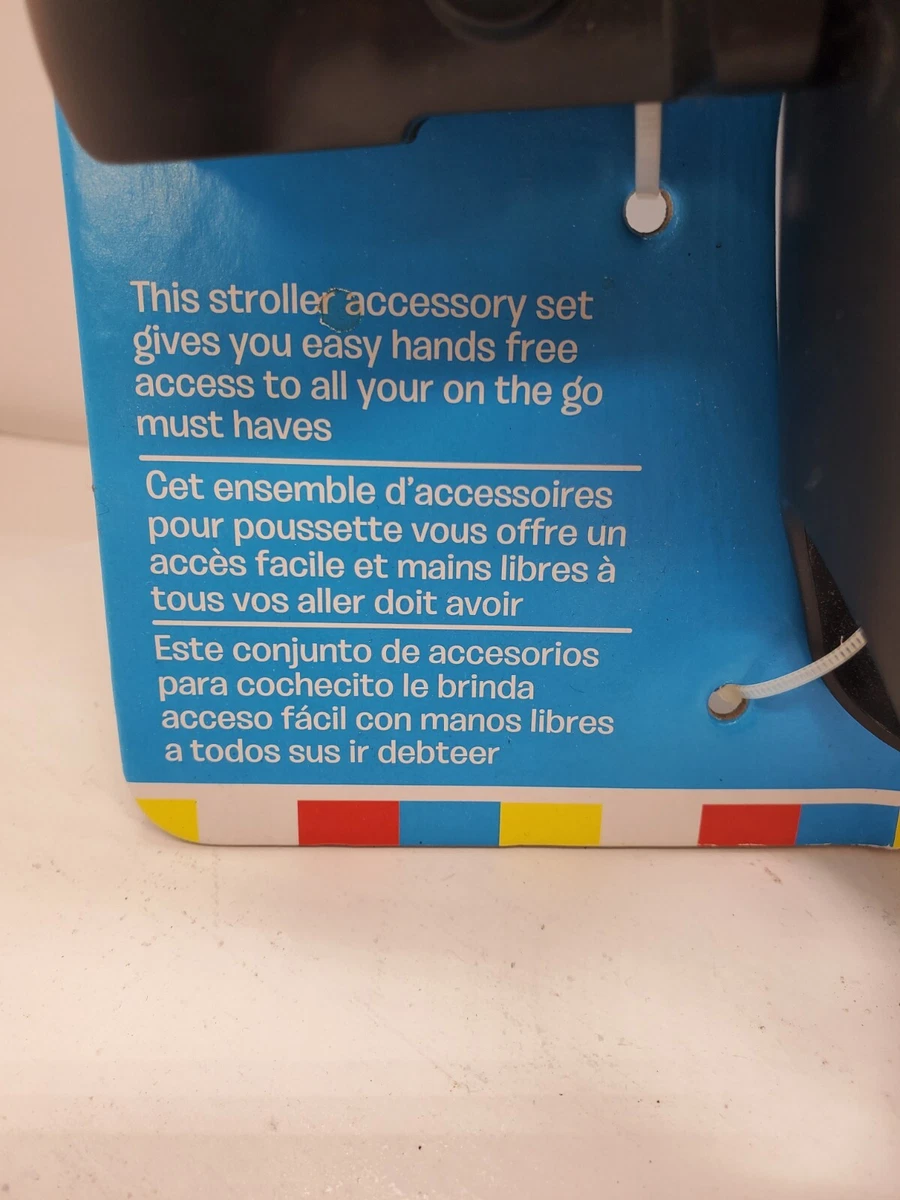 This stroller accessory set
gives you easy hands free
access to all your on the go
must haves
Cet ensemble d'accessoires
pour poussette vous offre un
accès facile et mains libres à
tous vos aller doit avoir
Este conjunto de accesorios
para cochecito le brinda
acceso fácil con manos libres
a todos sus ir debteer